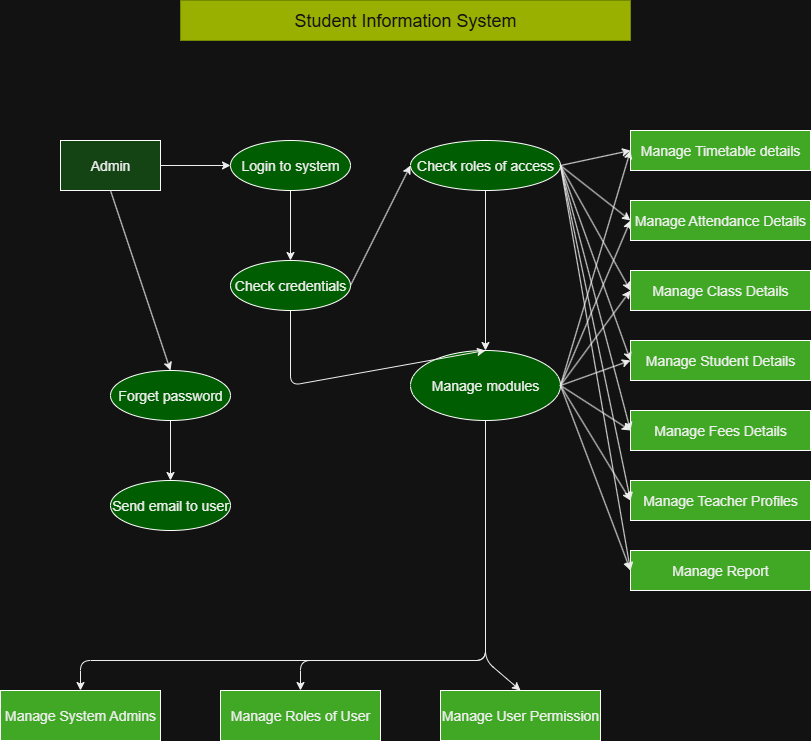 Student Information System
Admin
Login to system
Check roles of access
Manage Timetable details
Manage Attendance Details
Check credentials
Manage Class Details
Manage modules
Manage Student Details
Forget password
Manage Fees Details
Send email to user
Manage Teacher Profiles
Manage Report
Manage System Admins
Manage Roles of User
Manage User Permission